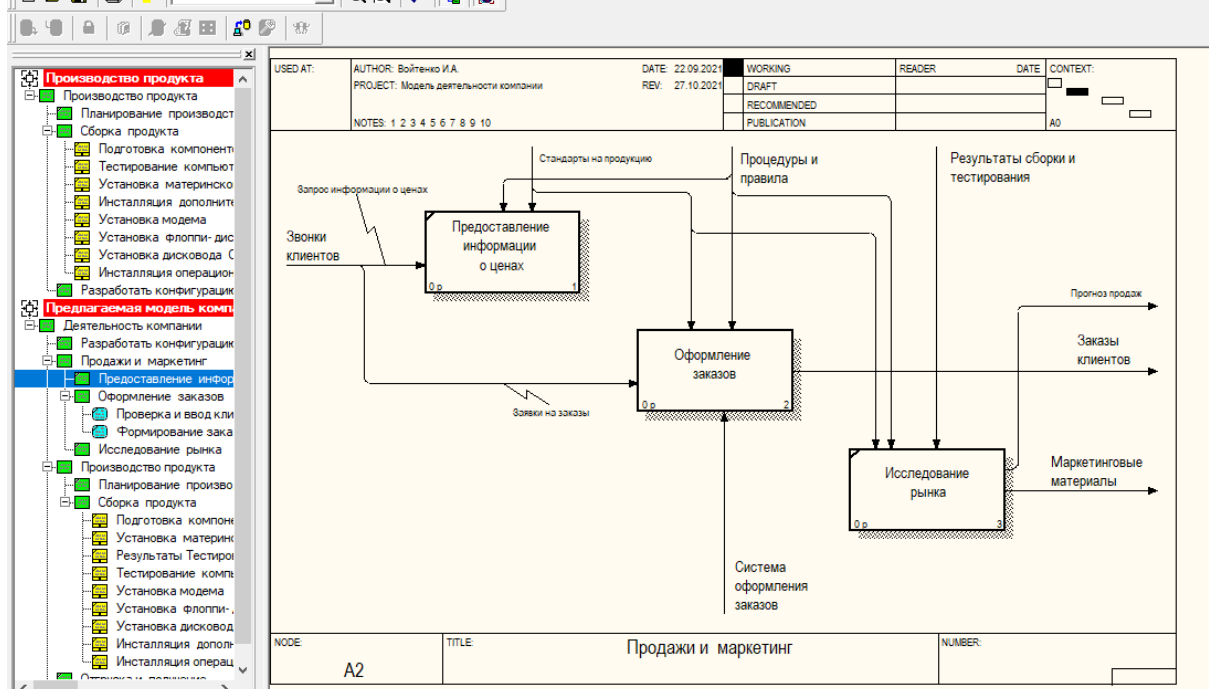 Производство продукта
Производство продукта
Планирование производст
Сборка продукта
Подготовка компоненто
Тестирование компьют
Установка материнско
Инсталляция дополните
Установка модема
Установка флоппи-дис
Установка дисковода С
Инсталляция операцион
Разработать конфигурацию
Предлагаемая модель компа
Деятельность компании
Разработать конфигурацию
Продажи и маркетинг
Предоставление инфор
Оформление заказов
Проверка и ввод кли
Формирование зака
Исследование рынка
Производство продукта
Планирование произво
Сборка продукта
Подготовка компоне
Установка материнс
Результаты Тестиров
Тестирование компь
Установка модема
Установка флоппи-
Установка дисковод
Инсталляция дополн
Инсталляция операц
Отгрузка и получение
USED AT:
AUTHOR: Войтенко И.А.
DATE: 22.09.2021
WORKING
READER
DATE
CONTEXT:
PROJECT: Модель деятельности компании
REV: 27.10.2021
DRAFT
RECOMMENDED
NOTES: 1 2 3 4 5 6 7 8 9 10
PUBLICATION
A0
Стандарты на продукцию
Процедуры и
правила
Результаты сборки и
тестирования
Запрос информации о ценах
Звонки
клиентов
Предоставление
информации
о ценах
0 р
1
Прогноз продаж
Заказы
клиентов
Оформление
заказов
0 р
2
Заявки на заказы
Исследование
рынка
0 р
3
Маркетинговые
материалы
Система
оформления
заказов
NODE:
A2
TITLE:
Продажи и маркетинг
NUMBER: